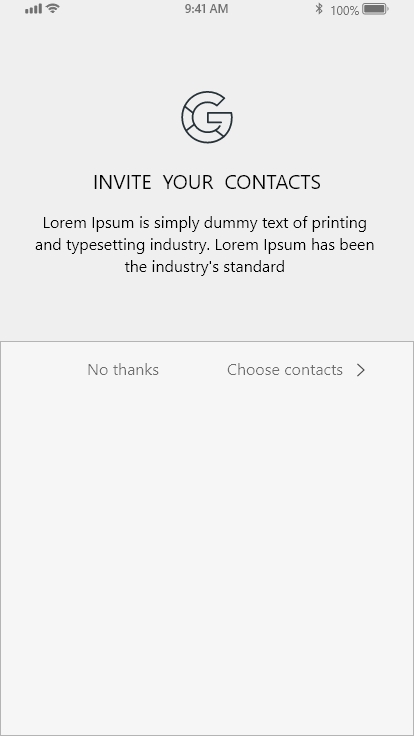 9:41 AM 100%
G
INVITE YOUR CONTACTS
Lorem Ipsum is simply dummy text of printing
and typesetting industry. Lorem Ipsum has been
the industry's standard
No thanks Choose contacts